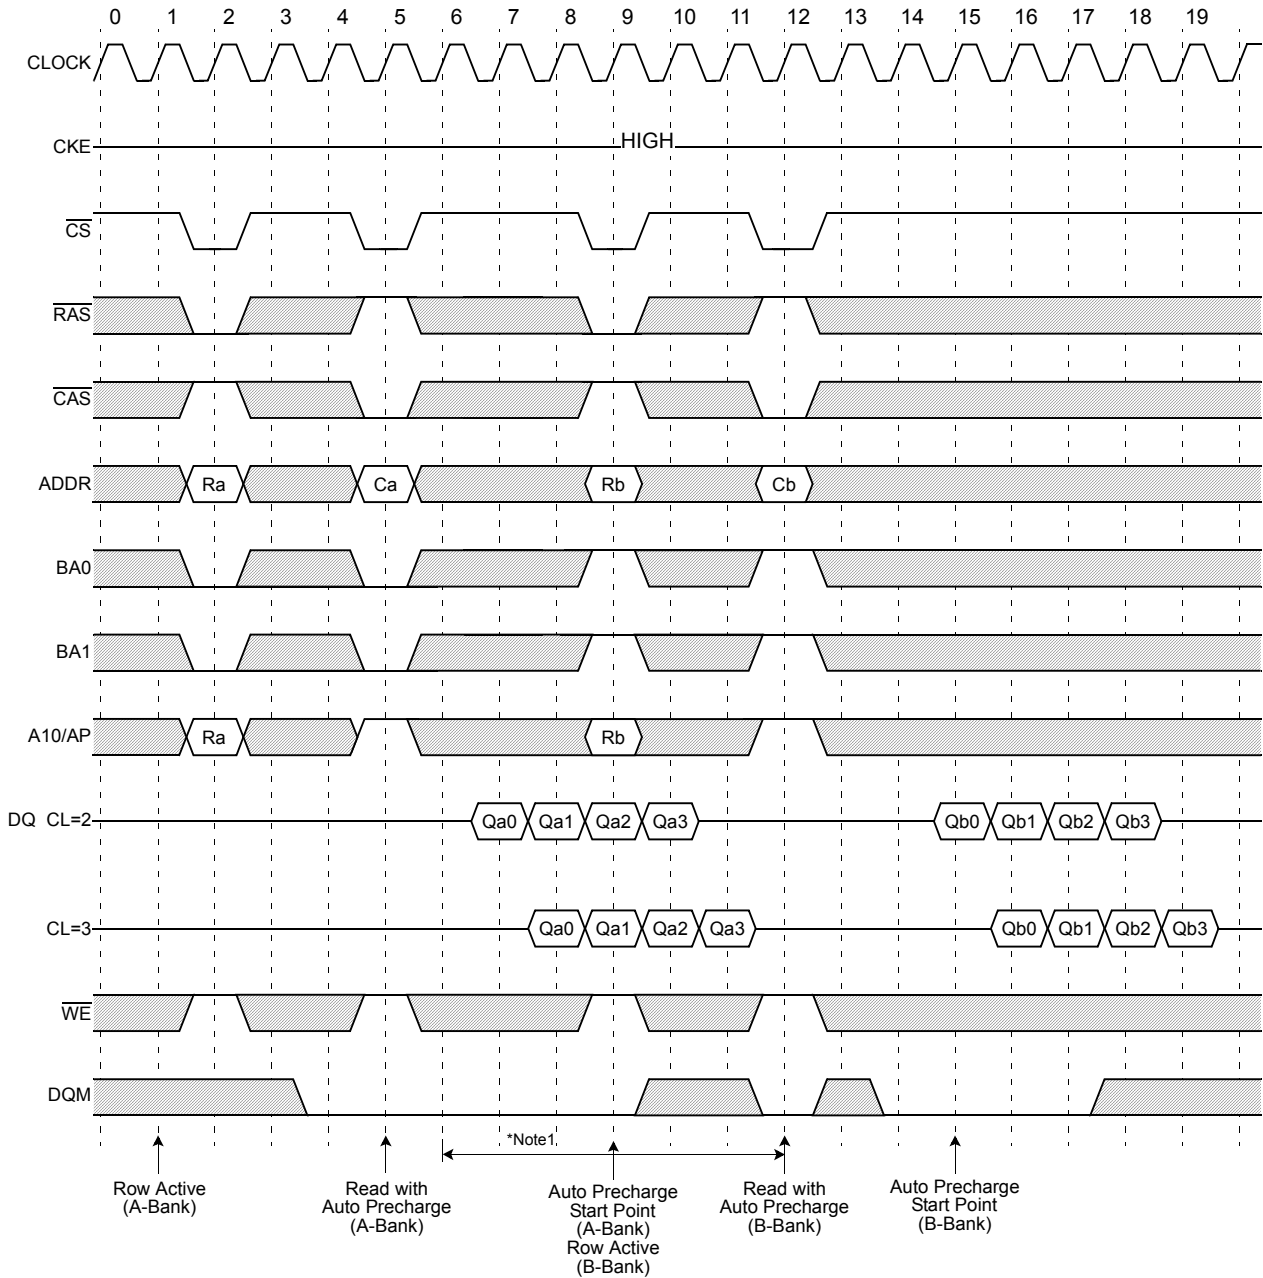 0 1 2 3 4 5 6 7 8 9 10 11 12 13 14 15 16 17 18 19
CLOCK
CKE HIGH
CS
RAS
CAS
ADDR Ra Ca Rb Cb
BA0
BA1
A10/AP Ra Rb
DQ CL=2 Qa0 Qa1 Qa2 Qa3 Qb0 Qb1 Qb2 Qb3
CL=3 Qa0 Qa1 Qa2 Qa3 Qb0 Qb1 Qb2 Qb3
WE
DQM
*Note1
Row Active
(A-Bank)
Read with
Auto Precharge
(A-Bank)
Auto Precharge
Start Point
(A-Bank)
Row Active
(B-Bank)
Read with
Auto Precharge
(B-Bank)
Auto Precharge
Start Point
(B-Bank)